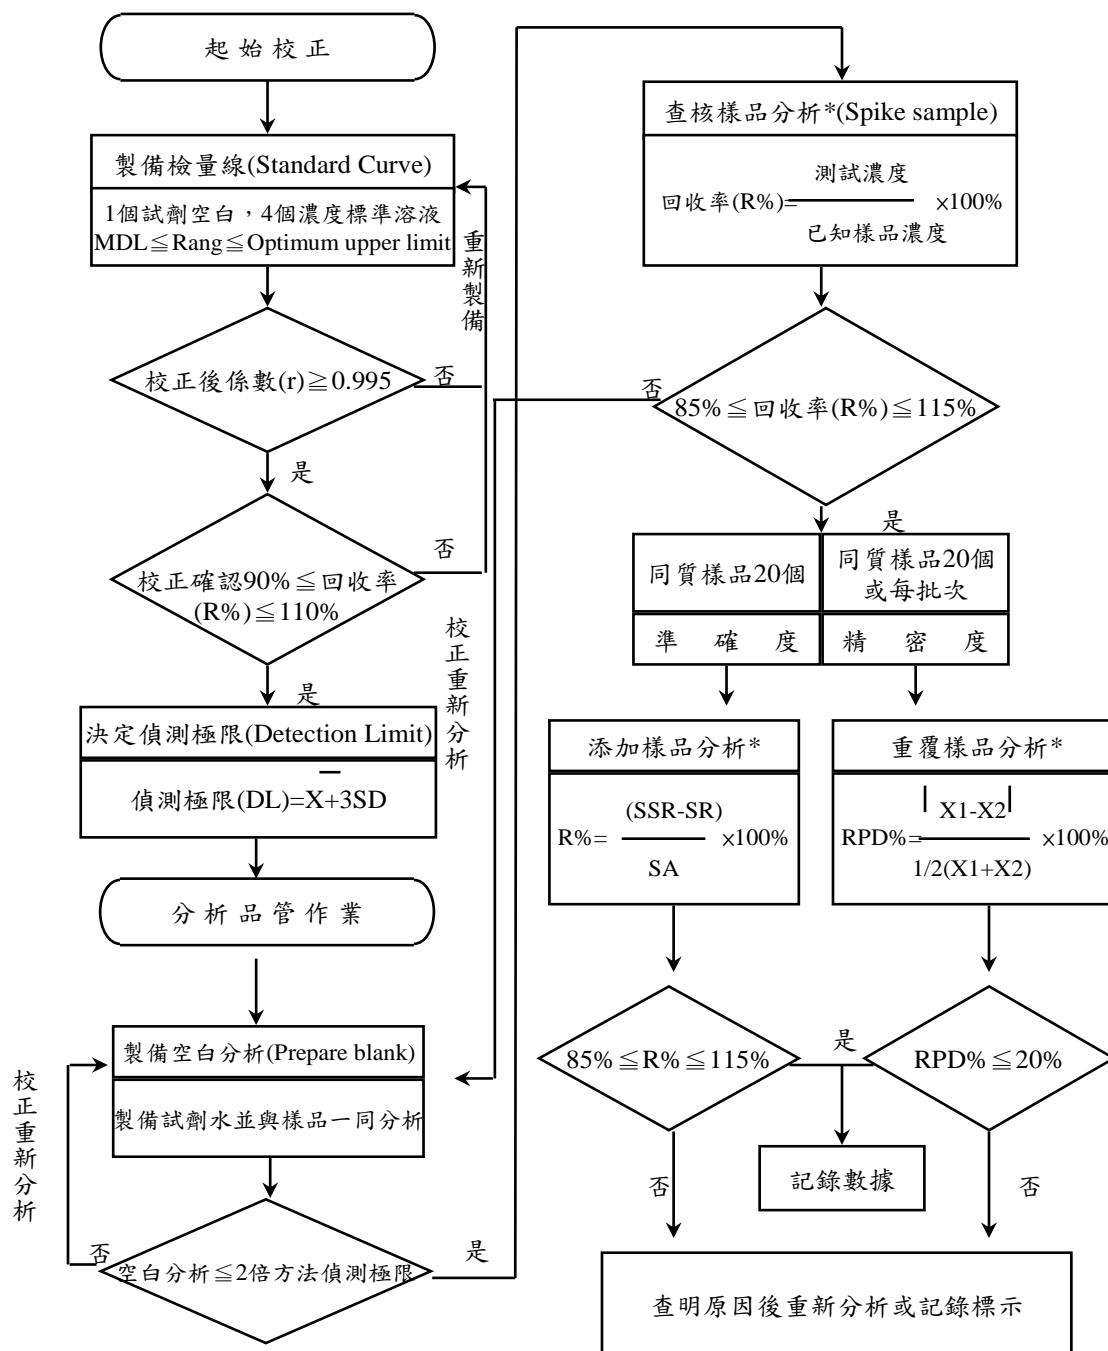 起始校正
製備檢量線(Standard Curve)
1個試劑空白，4個濃度標準溶液
MDL≦Rang≦Optimum upper limit
重新製備
校正後係數(r)≧0.995
否
是
校正確認90%≦回收率
(R%)≦110%
否
是
校正重新分析
決定偵測極限(Detection Limit)
偵測極限(DL)=X̅+3SD
分析品管作業
製備空白分析(Prepare blank)
製備試劑水並與樣品一同分析
校正重新分析
否
空白分析≦2倍方法偵測極限
是
查核樣品分析*(Spike sample)
測試濃度
回收率(R%)= ×100%
已知樣品濃度
否
85%≦回收率(R%)≦115%
是
同質樣品20個
同質樣品20個
或每批次
準確度
精密度
添加樣品分析*
(SSR-SR)
R%= ×100%
SA
重覆樣品分析*
|X1-X2|
RPD%= ×100%
1/2(X1+X2)
85%≦R%≦115%
是
RPD%≦20%
否
記錄數據
否
查明原因後重新分析或記錄標示